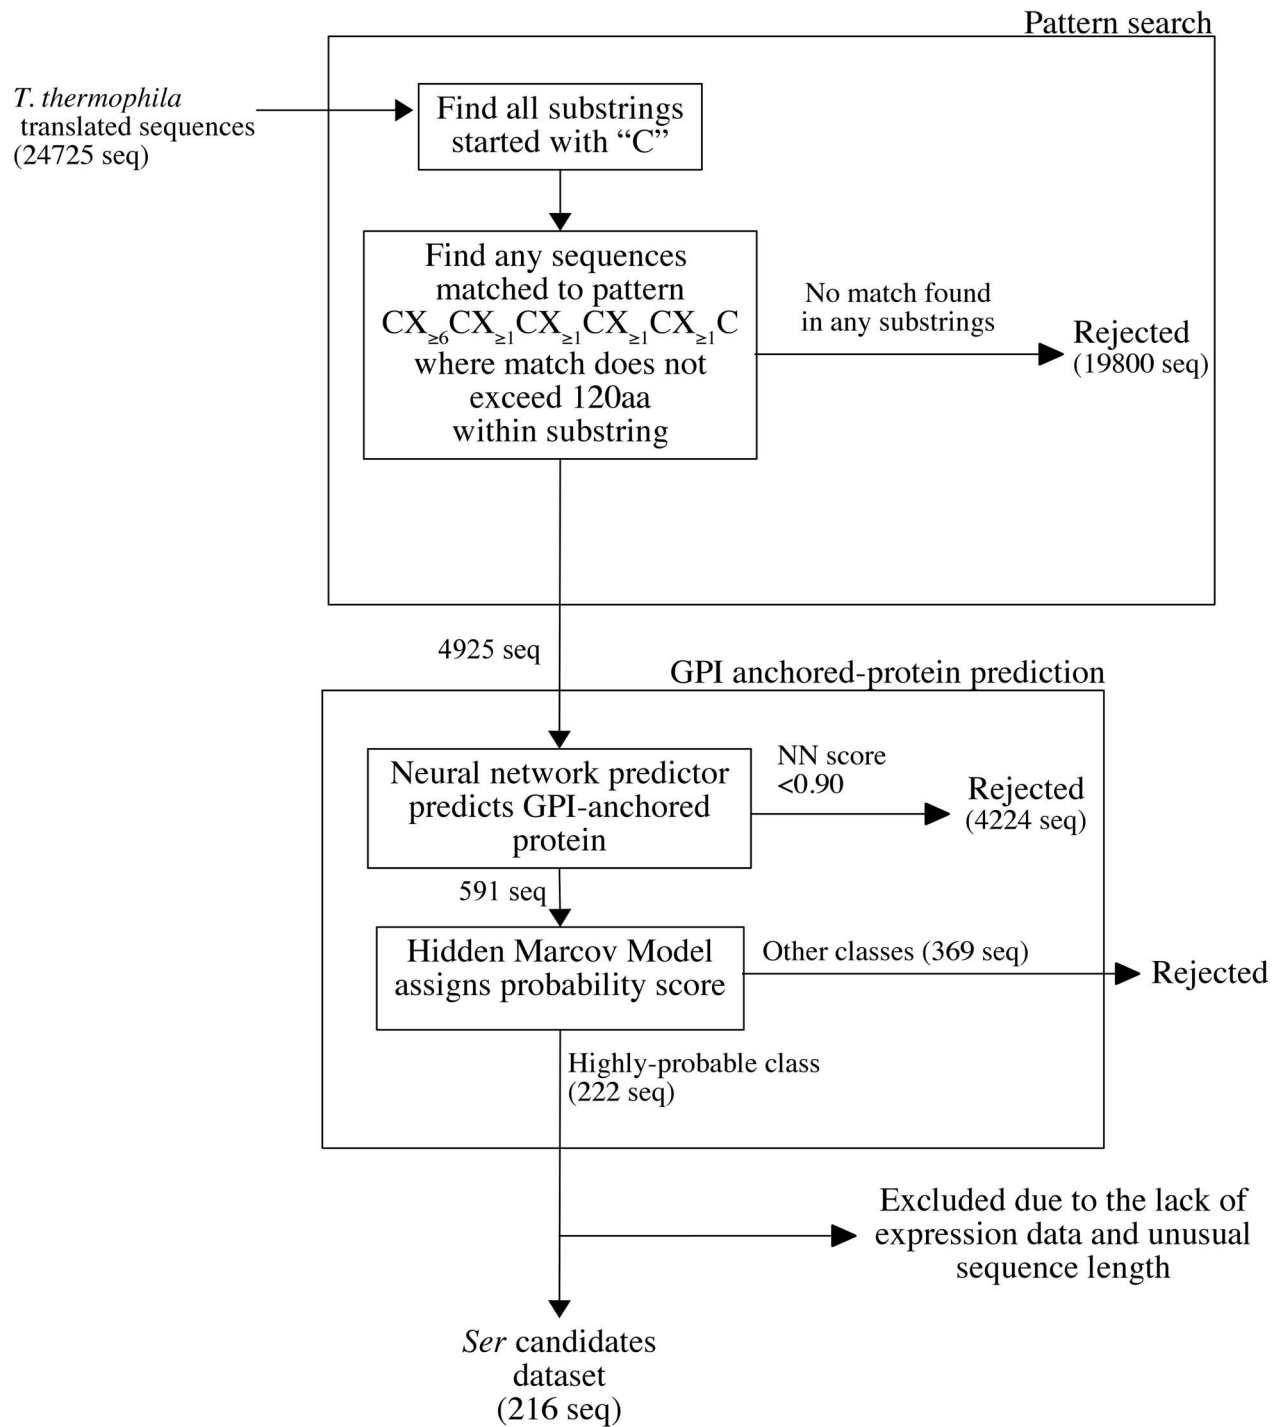 Pattern search
T. thermophila
translated sequences
(24725 seq)
Find all substrings
started with “C”
Find any sequences
matched to pattern
CX≥6CX≥1CX≥1CX≥1CX≥1C
where match does not
exceed 120aa
within substring
No match found
in any substrings
Rejected
(19800 seq)
4925 seq
GPI anchored-protein prediction
Neural network predictor
predicts GPI-anchored
protein
NN score
<0.90
Rejected
(4224 seq)
591 seq
Hidden Marcov Model
assigns probability score
Other classes (369 seq)
Rejected
Highly-probable class
(222 seq)
Excluded due to the lack of
expression data and unusual
sequence length
Ser candidates
dataset
(216 seq)